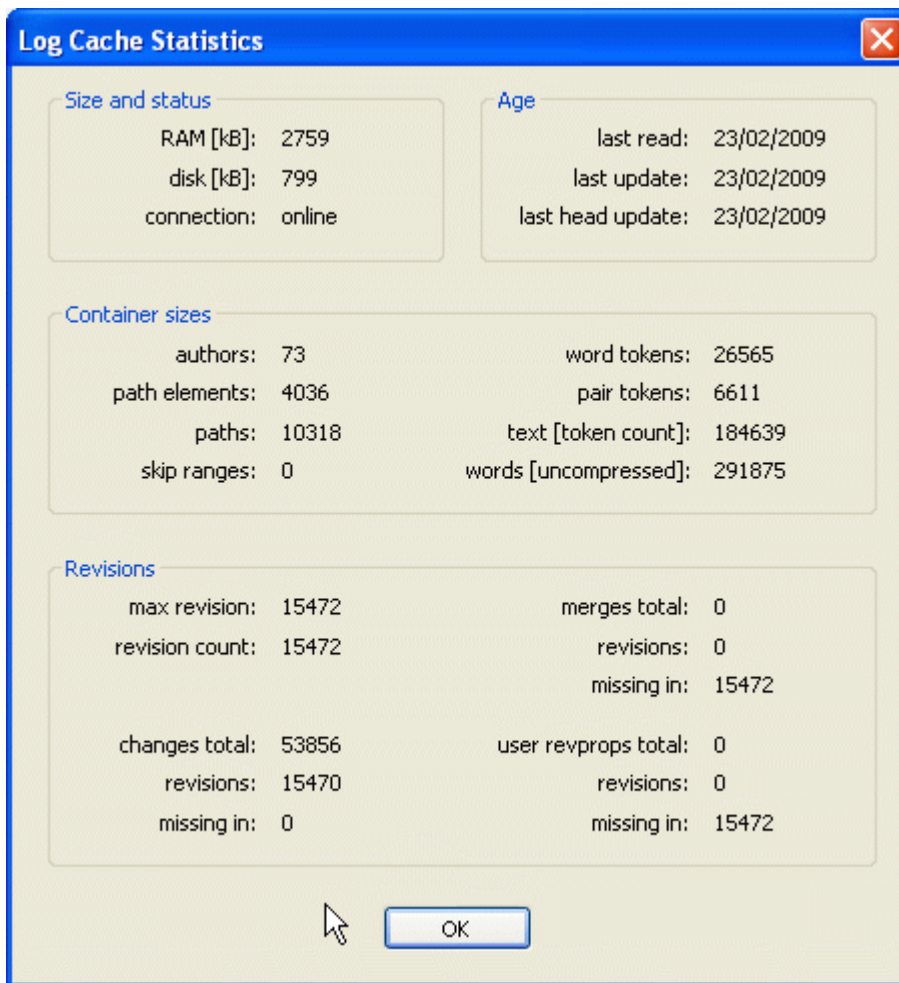 Log Cache Statistics
Size and status
RAM [kB]: 2759
disk [kB]: 799
connection: online
Age
last read: 23/02/2009
last update: 23/02/2009
last head update: 23/02/2009
Container sizes
authors: 73
path elements: 4036
paths: 10318
skip ranges: 0
word tokens: 26565
pair tokens: 6611
text [token count]: 184639
words [uncompressed]: 291875
Revisions
max revision: 15472
revision count: 15472
merges total: 0
revisions: 0
missing in: 15472
changes total: 53856
revisions: 15470
missing in: 0
user revprops total: 0
revisions: 0
missing in: 15472
OK